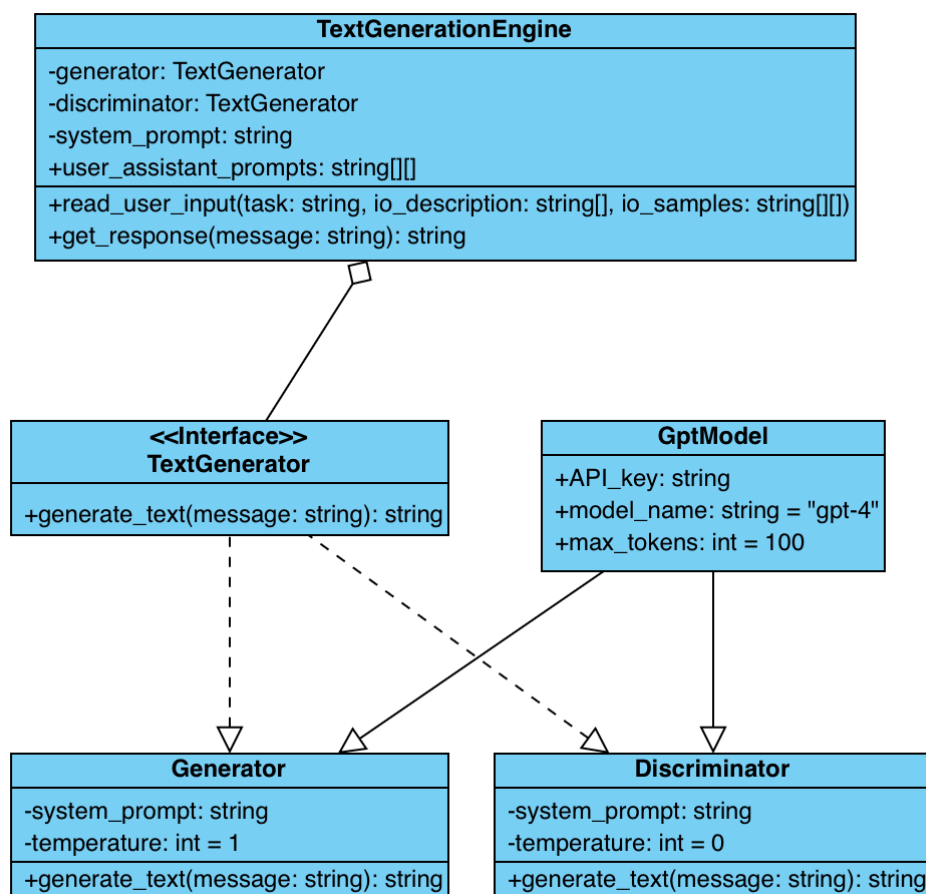 TextGenerationEngine
-generator: TextGenerator
-discriminator: TextGenerator
-system_prompt: string
+user_assistant_prompts: string[][]
+read_user_input(task: string, io_description: string[], io_samples: string[][])
+get_response(message: string): string
<<Interface>>
TextGenerator
+generate_text(message: string): string
GptModel
+API_key: string
+model_name: string = "gpt-4"
+max_tokens: int = 100
Generator
-system_prompt: string
-temperature: int = 1
+generate_text(message: string): string
Discriminator
-system_prompt: string
-temperature: int = 0
+generate_text(message: string): string